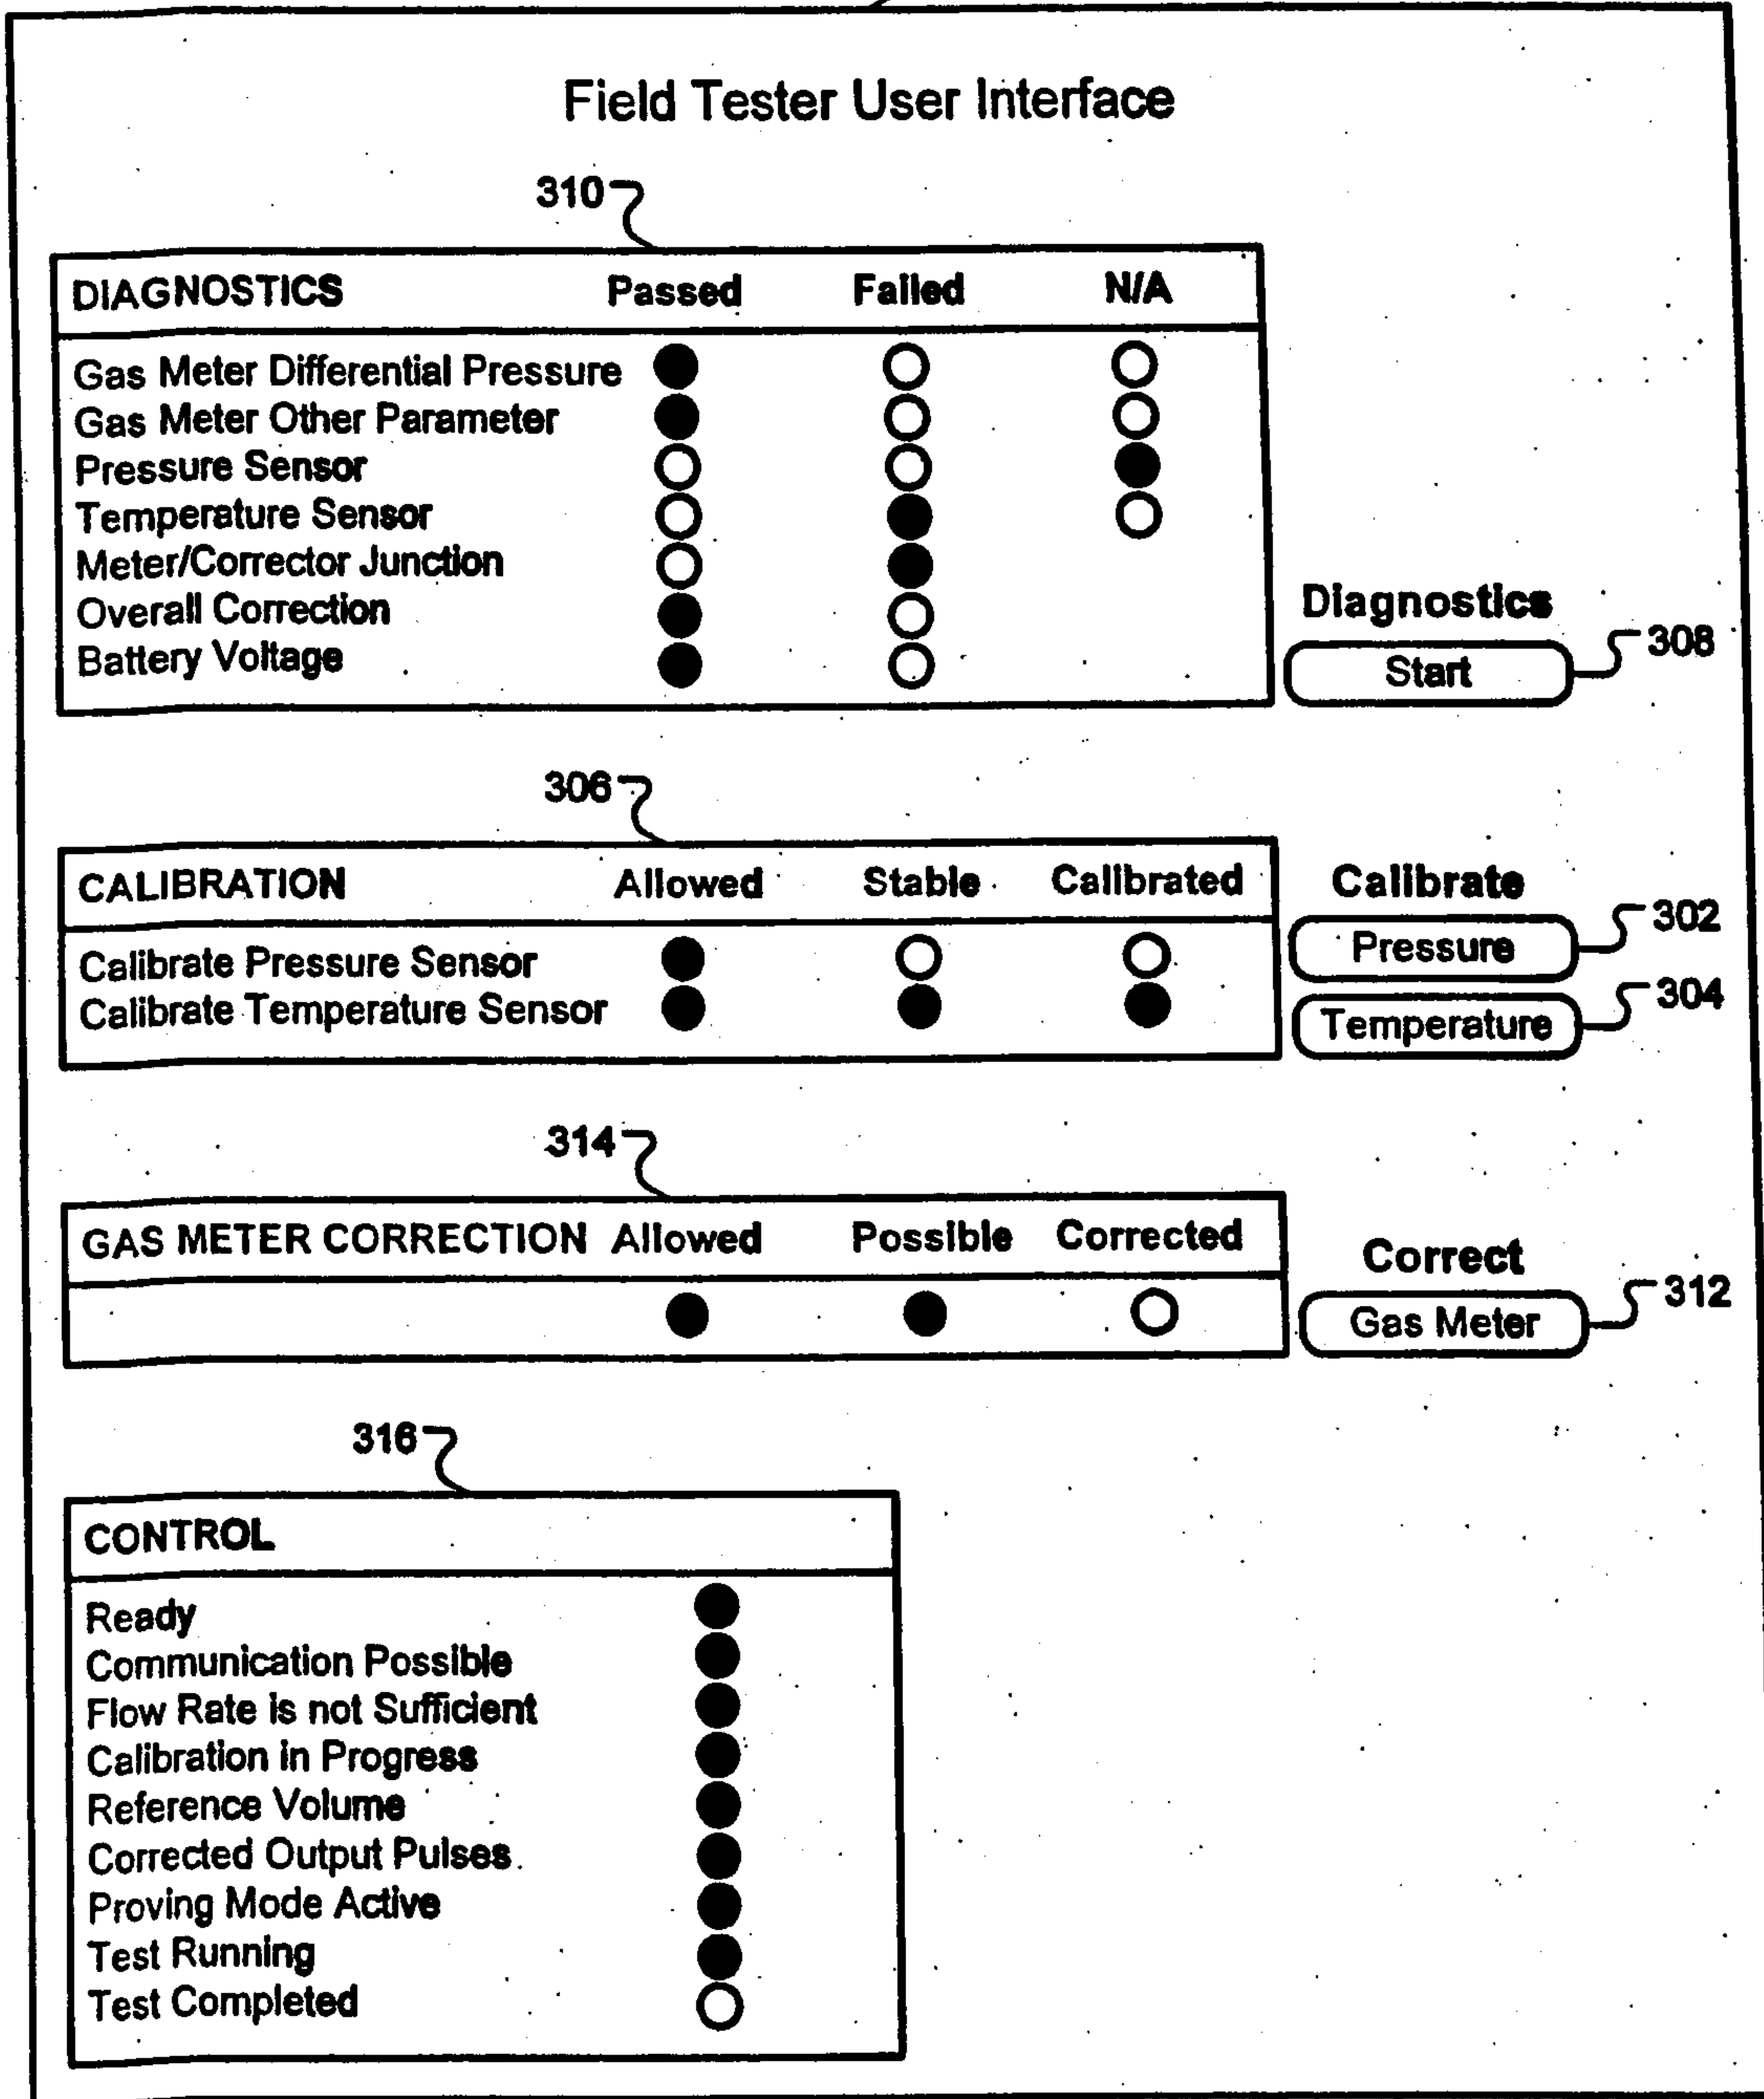 Field Tester User Interface
310
DIAGNOSTICS Passed Failed N/A
Gas Meter Differential Pressure
Gas Meter Other Parameter
Pressure Sensor
Temperature Sensor
Meter/Corrector Junction
Overall Correction
Battery Voltage
Diagnostics
Start
308
306
CALIBRATION Allowed Stable Calibrated
Calibrate Pressure Sensor
Calibrate Temperature Sensor
Calibrate
Pressure
302
Temperature
304
314
GAS METER CORRECTION Allowed Possible Corrected
Correct
Gas Meter
312
316
CONTROL
Ready
Communication Possible
Flow Rate is not Sufficient
Calibration in Progress
Reference Volume
Corrected Output Pulses
Proving Mode Active
Test Running
Test Completed